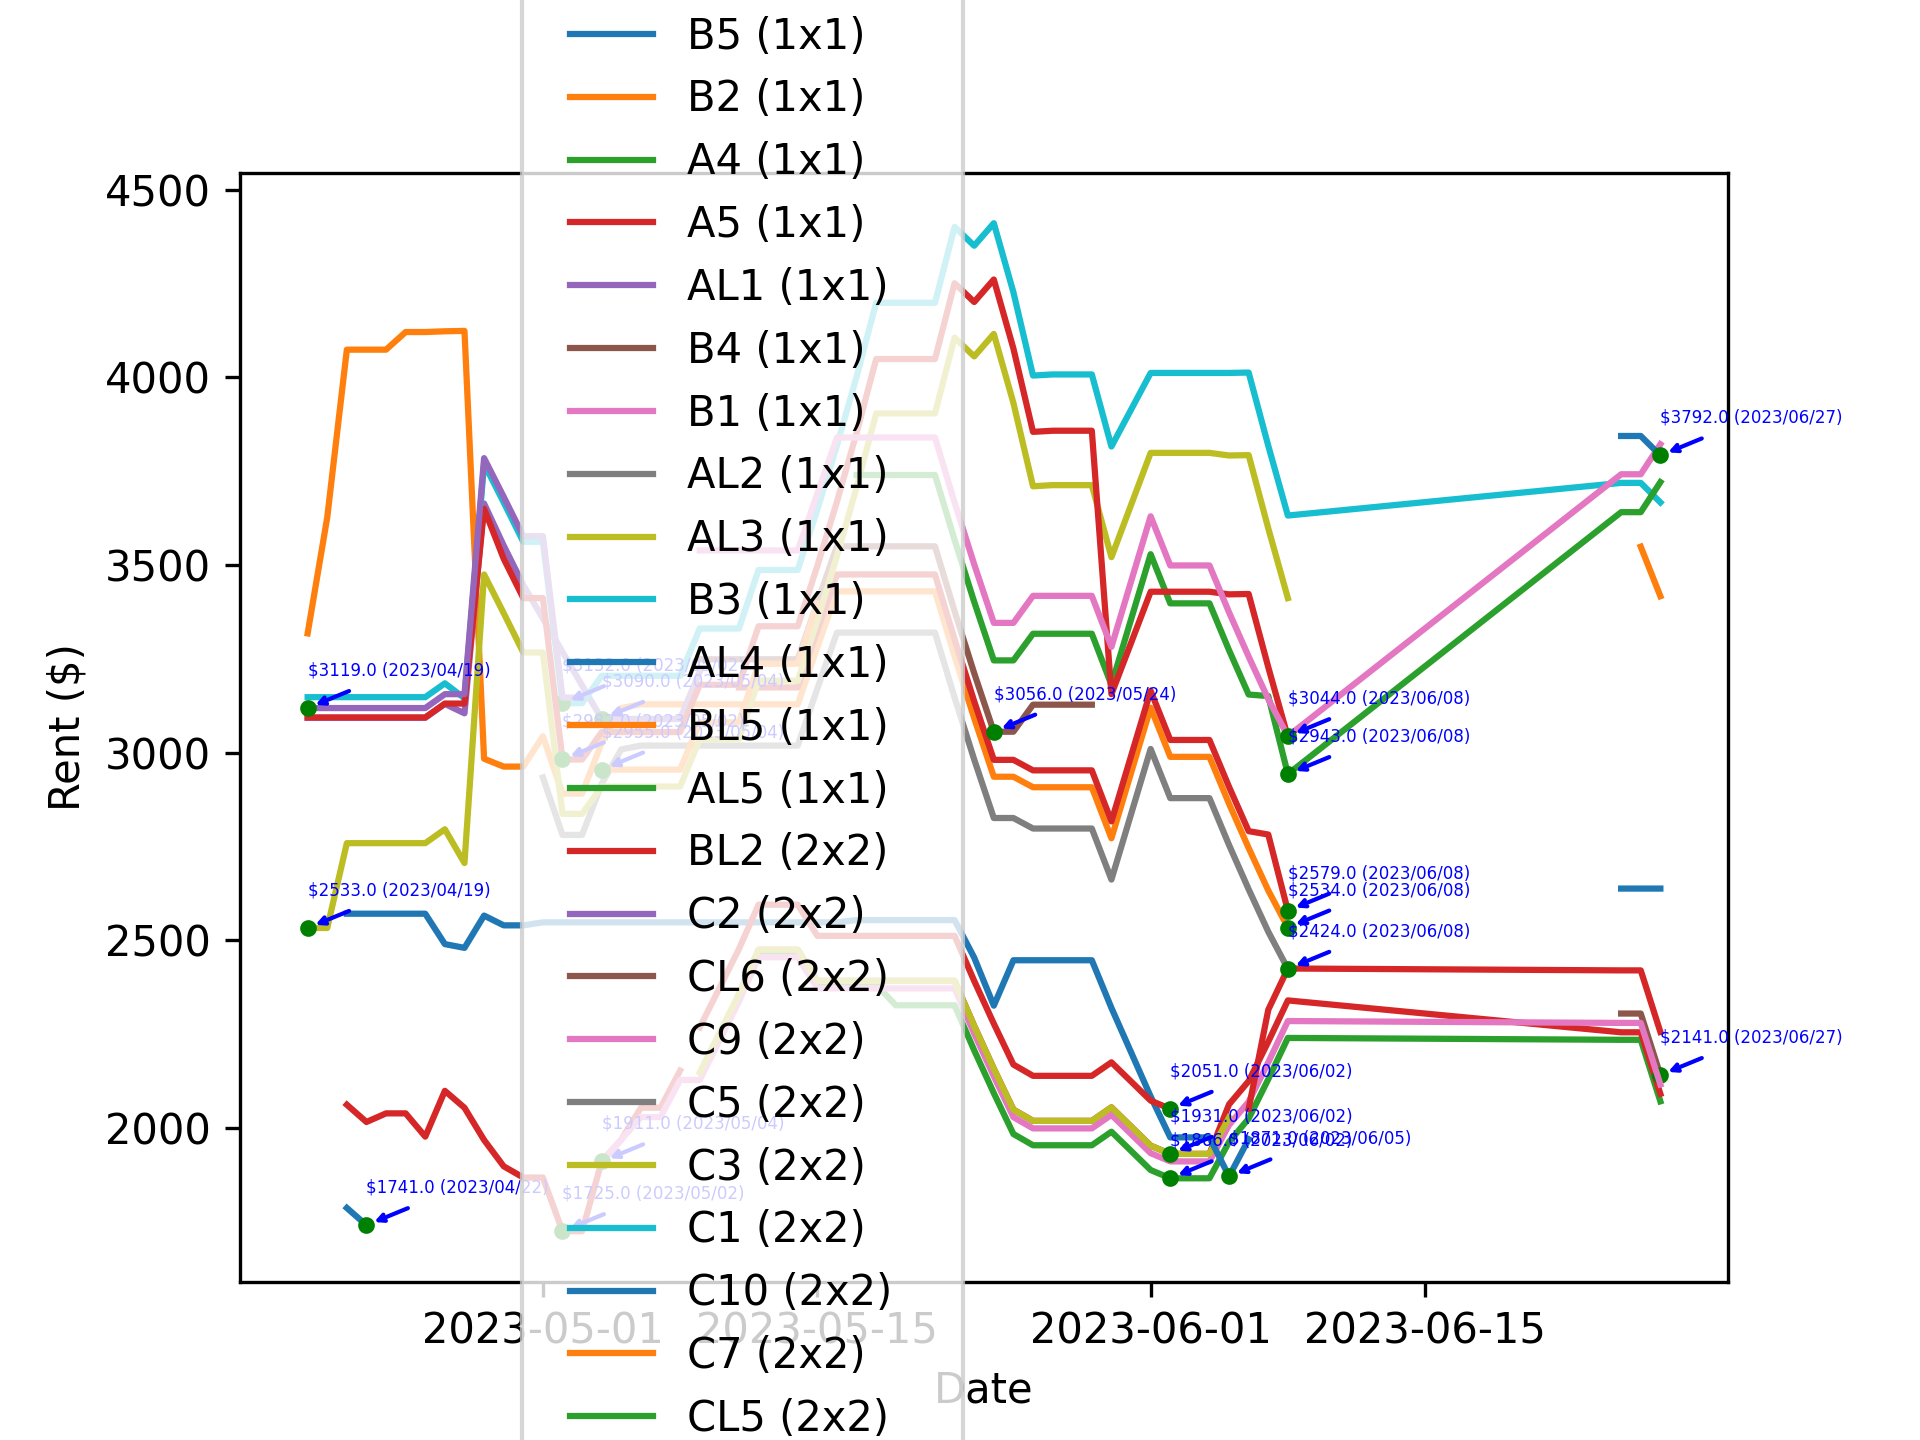 B5 (1x1)
B2 (1x1)
A4 (1x1)
A5 (1x1)
AL1 (1x1)
B4 (1x1)
B1 (1x1)
AL2 (1x1)
AL3 (1x1)
B3 (1x1)
AL4 (1x1)
BL5 (1x1)
AL5 (1x1)
BL2 (2x2)
C2 (2x2)
CL6 (2x2)
C9 (2x2)
C5 (2x2)
C3 (2x2)
C1 (2x2)
C10 (2x2)
C7 (2x2)
CL5 (2x2)
4500
4000
3500
3000
2500
2000
Rent ($)
2023-05-01
2023-05-15
2023-06-01
2023-06-15
Date
$3792.0 (2023/06/27)
$3119.0 (2023/04/19)
$3090.0 (2023/05/04)
$3056.0 (2023/05/24)
$3044.0 (2023/06/08)
$2943.0 (2023/06/08)
$2533.0 (2023/04/19)
$2579.0 (2023/06/08)
$2534.0 (2023/06/08)
$2424.0 (2023/06/08)
$2141.0 (2023/06/27)
$2051.0 (2023/06/02)
$1931.0 (2023/06/02)
$1871.0 (2023/06/05)
$1911.0 (2023/05/04)
$1741.0 (2023/04/22)
$1725.0 (2023/05/02)